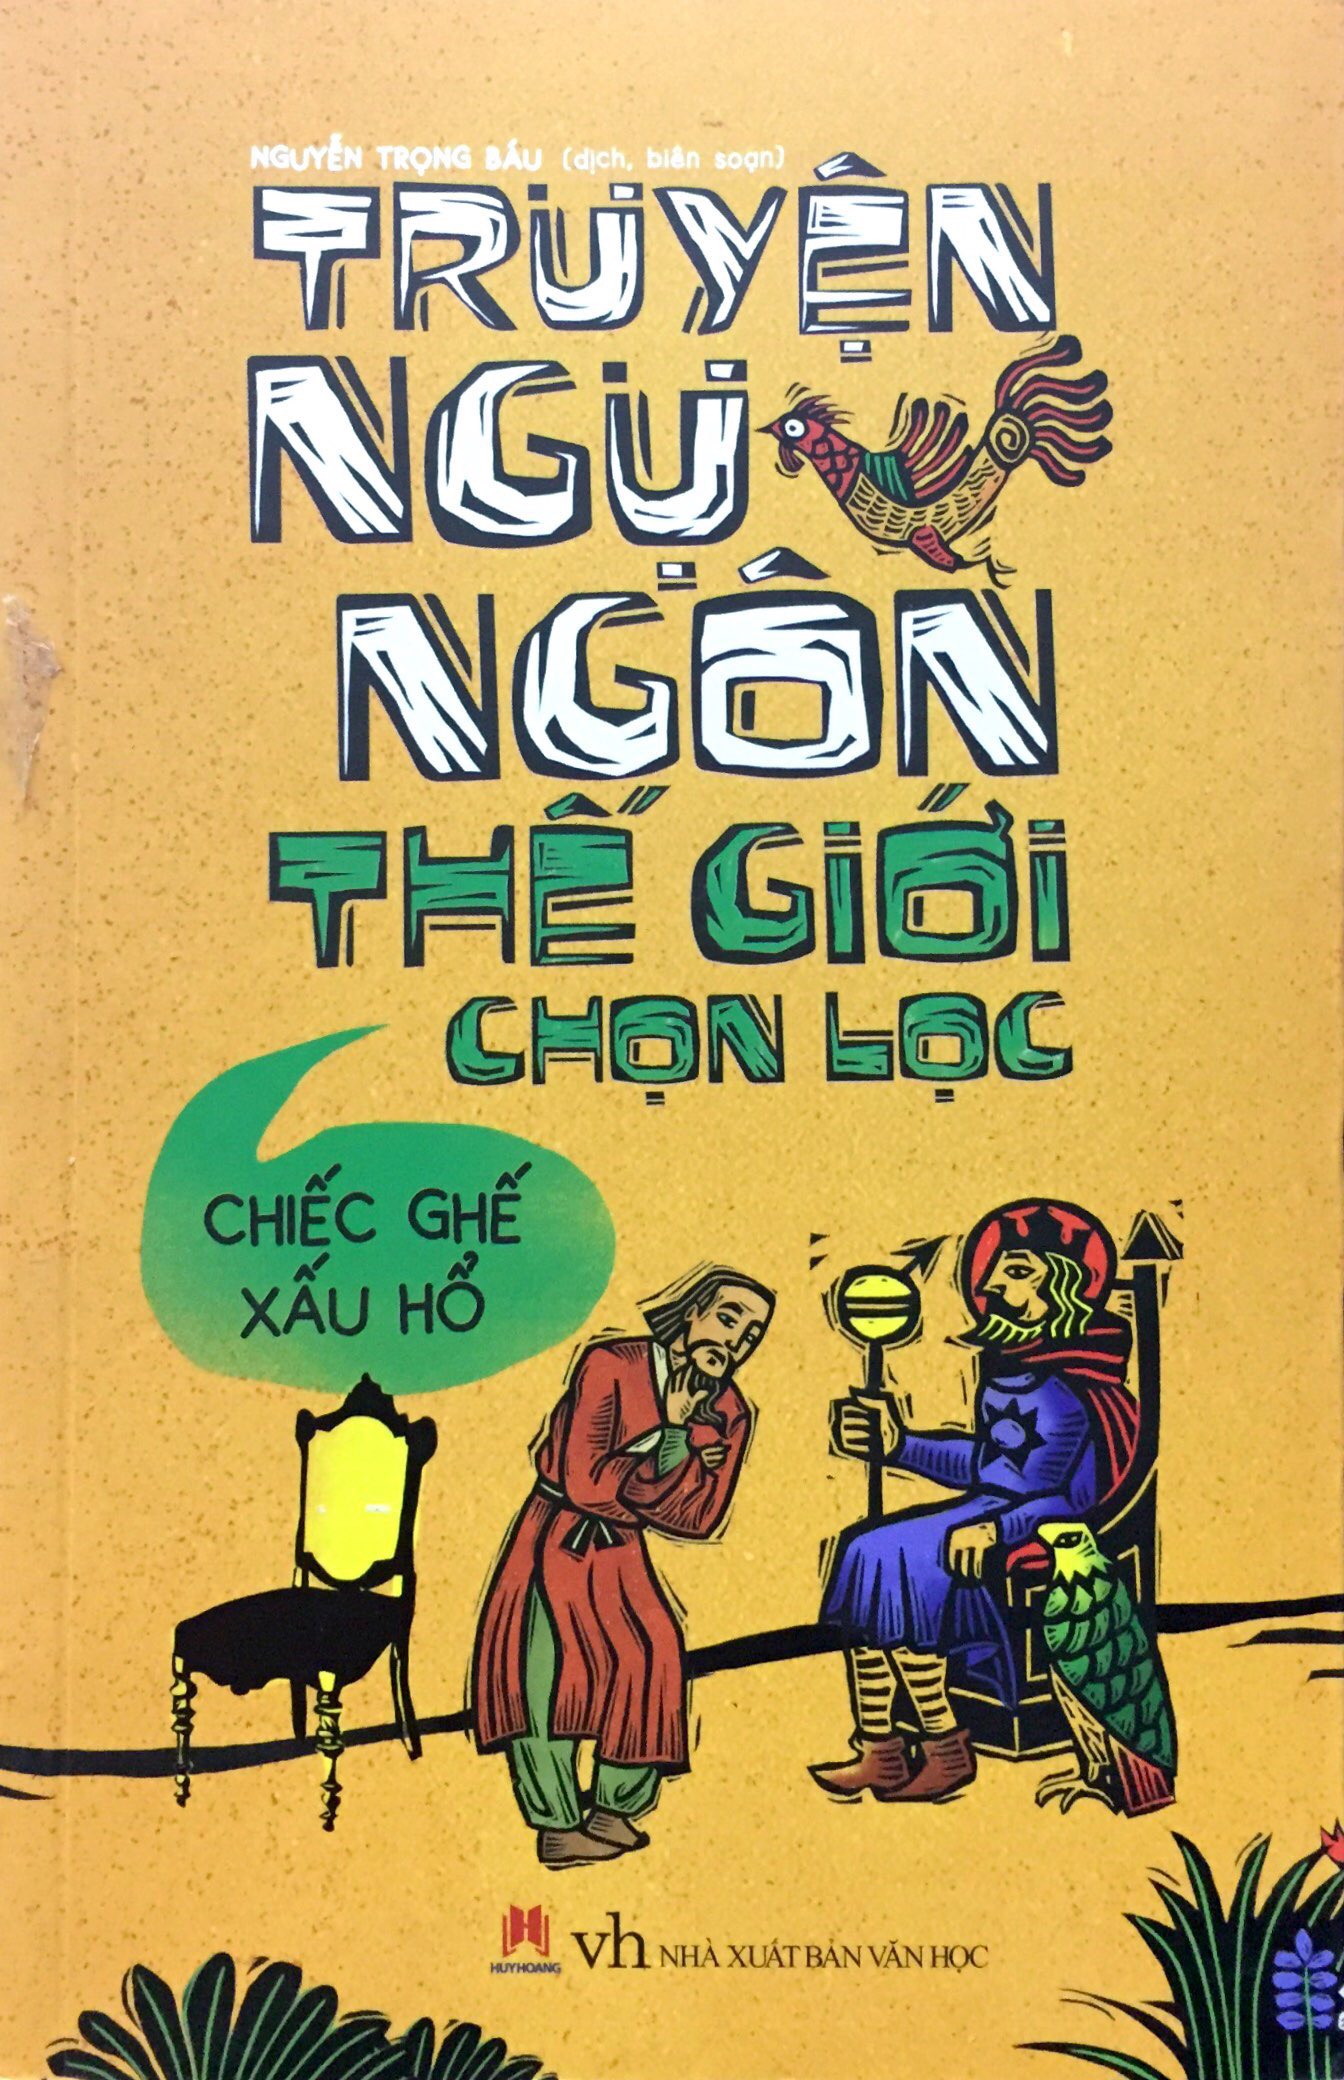 NGUYỄN TRỌNG BÁU (dịch, biên soạn)
TRUYỆN
NGỤ
NGÔN
THẾ GIỚI
CHỌN LỌC
CHIẾC GHẾ
XẤU HỔ
HUYHOANG
vh NHÀ XUẤT BẢN VĂN HỌC